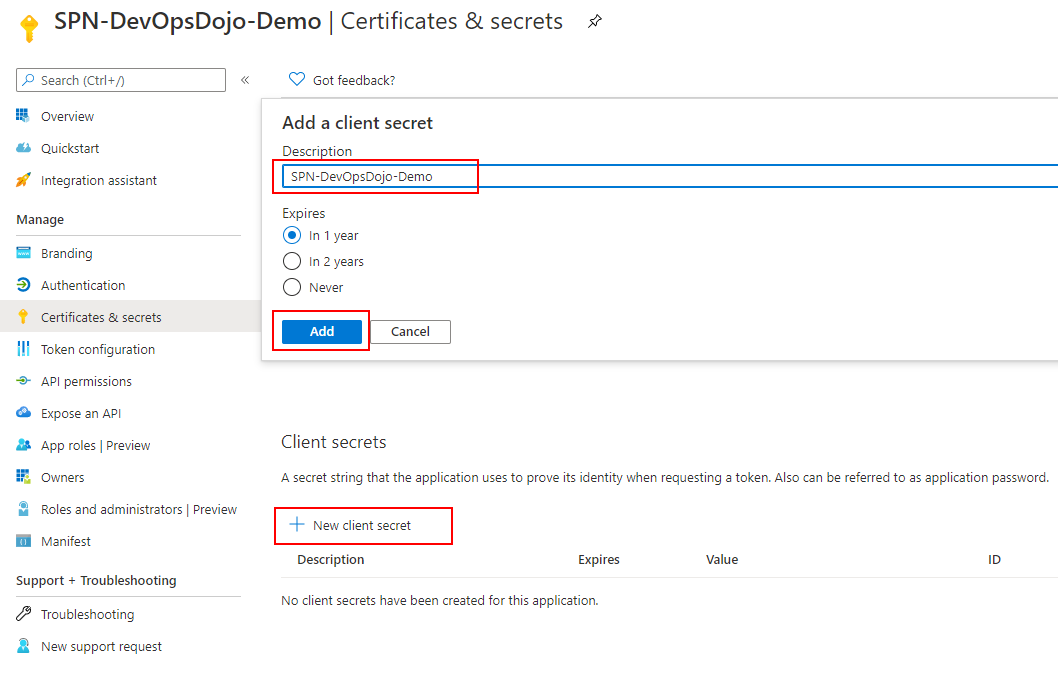 SPN-DevOpsDojo-Demo | Certificates & secrets
Search (Ctrl+/)
«
Overview
Quickstart
Integration assistant
Manage
Branding
Authentication
Certificates & secrets
Token configuration
API permissions
Expose an API
App roles | Preview
Owners
Roles and administrators | Preview
Manifest
Support + Troubleshooting
Troubleshooting
New support request
Got feedback?
Add a client secret
Description
SPN-DevOpsDojo-Demo
Expires
In 1 year
In 2 years
Never
Add Cancel
Client secrets
A secret string that the application uses to prove its identity when requesting a token. Also can be referred to as application password.
New client secret
Description Expires Value ID
No client secrets have been created for this application.